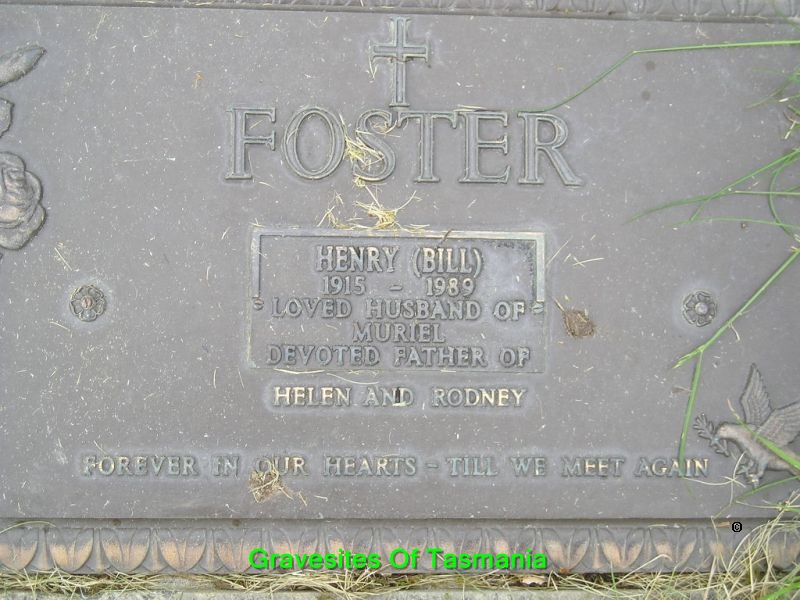 FOSTER
HENRY (BILL)
1915 - 1989
LOVED HUSBAND OF
MURIEL
DEVOTED FATHER OF
HELEN AND RODNEY
FOREVER IN OUR HEARTS - TILL WE MEET AGAIN
©
Gravesites Of Tasmania